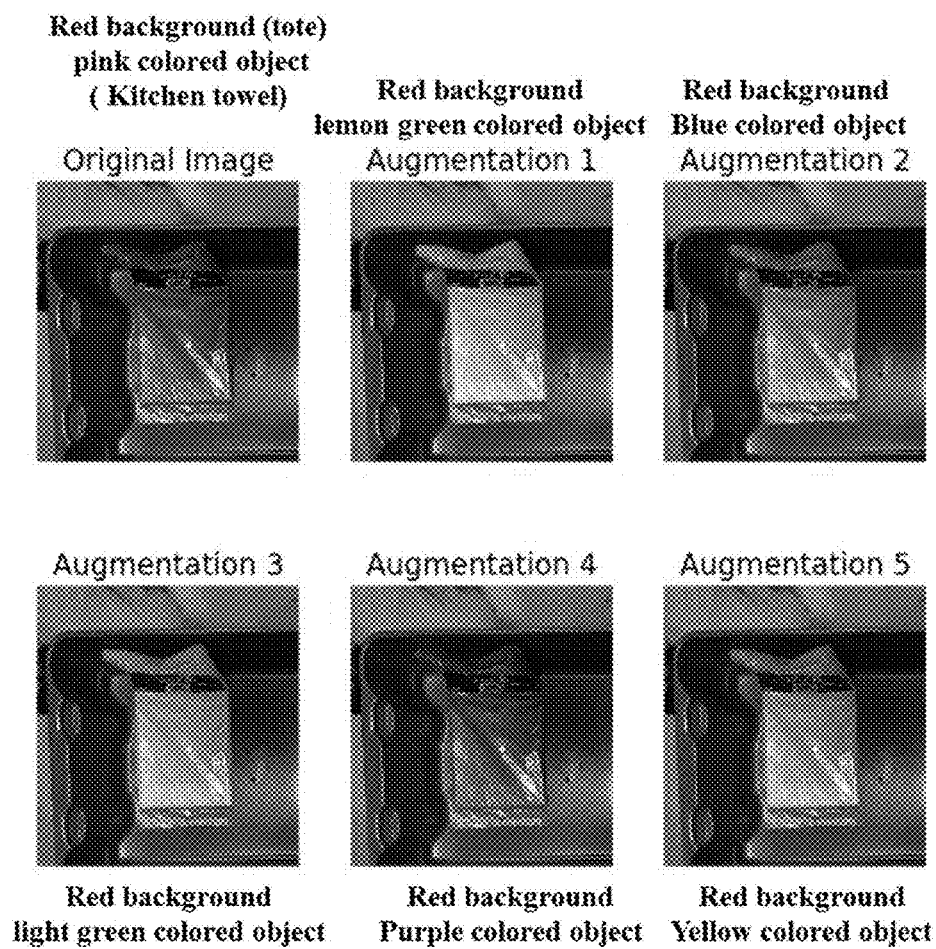 Red background (tote)
pink colored object
( Kitchen towel)
Red background
lemon green colored object
Red background
Blue colored object
Original Image
Augmentation 1
Augmentation 2
Augmentation 3
Augmentation 4
Augmentation 5
Red background
light green colored object
Red background
Purple colored object
Red background
Yellow colored object